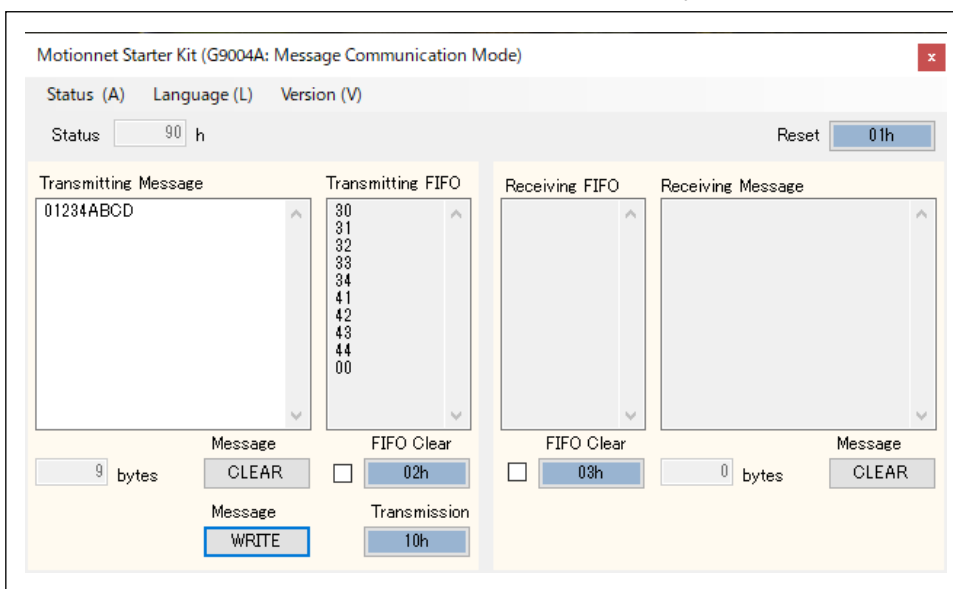 Motionnet Starter Kit (G9004A: Message Communication Mode)
x
Status (A) Language (L) Version (V)
Status 90 h Reset 01h
Transmitting Message Transmitting FIFO Receiving FIFO Receiving Message
01234ABCD
30
31
32
33
34
41
42
43
44
00
Message FIFO Clear FIFO Clear Message
9 bytes CLEAR 02h 03h 0 bytes CLEAR
Message Transmission
WRITE 10h